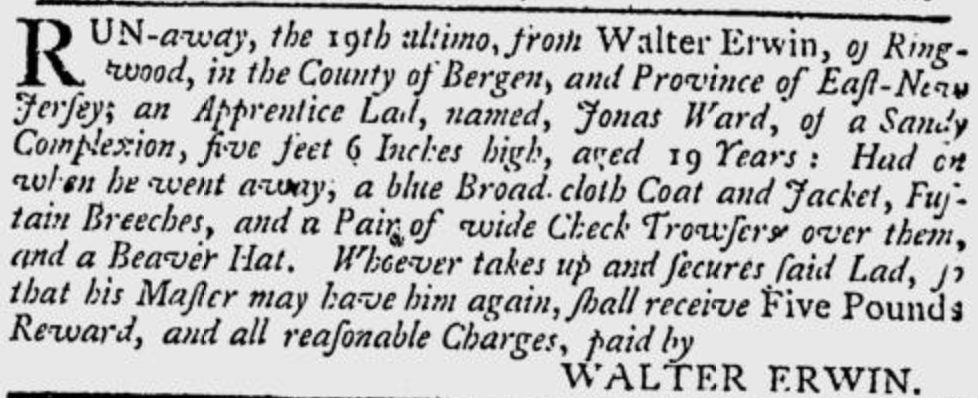 RUN-away, the 19th ultimo, from Walter Erwin, of Ring-
wood, in the County of Bergen, and Province of Eaſt-New
Jerſey; an Apprentice Lad, named, Jonas Ward, of a Sandy
Complexion, five feet 6 Inches high, aged 19 Years: Had on
when he went away, a blue Broad-cloth Coat and Jacket, Fuſ-
tain Breeches, and a Pair of wide Check Trowſers over them,
and a Beaver Hat. Whoever takes up and ſecures ſaid Lad, ſo
that his Maſter may have him again, ſhall receive Five Pounds
Reward, and all reaſonable Charges, paid by
WALTER ERWIN.